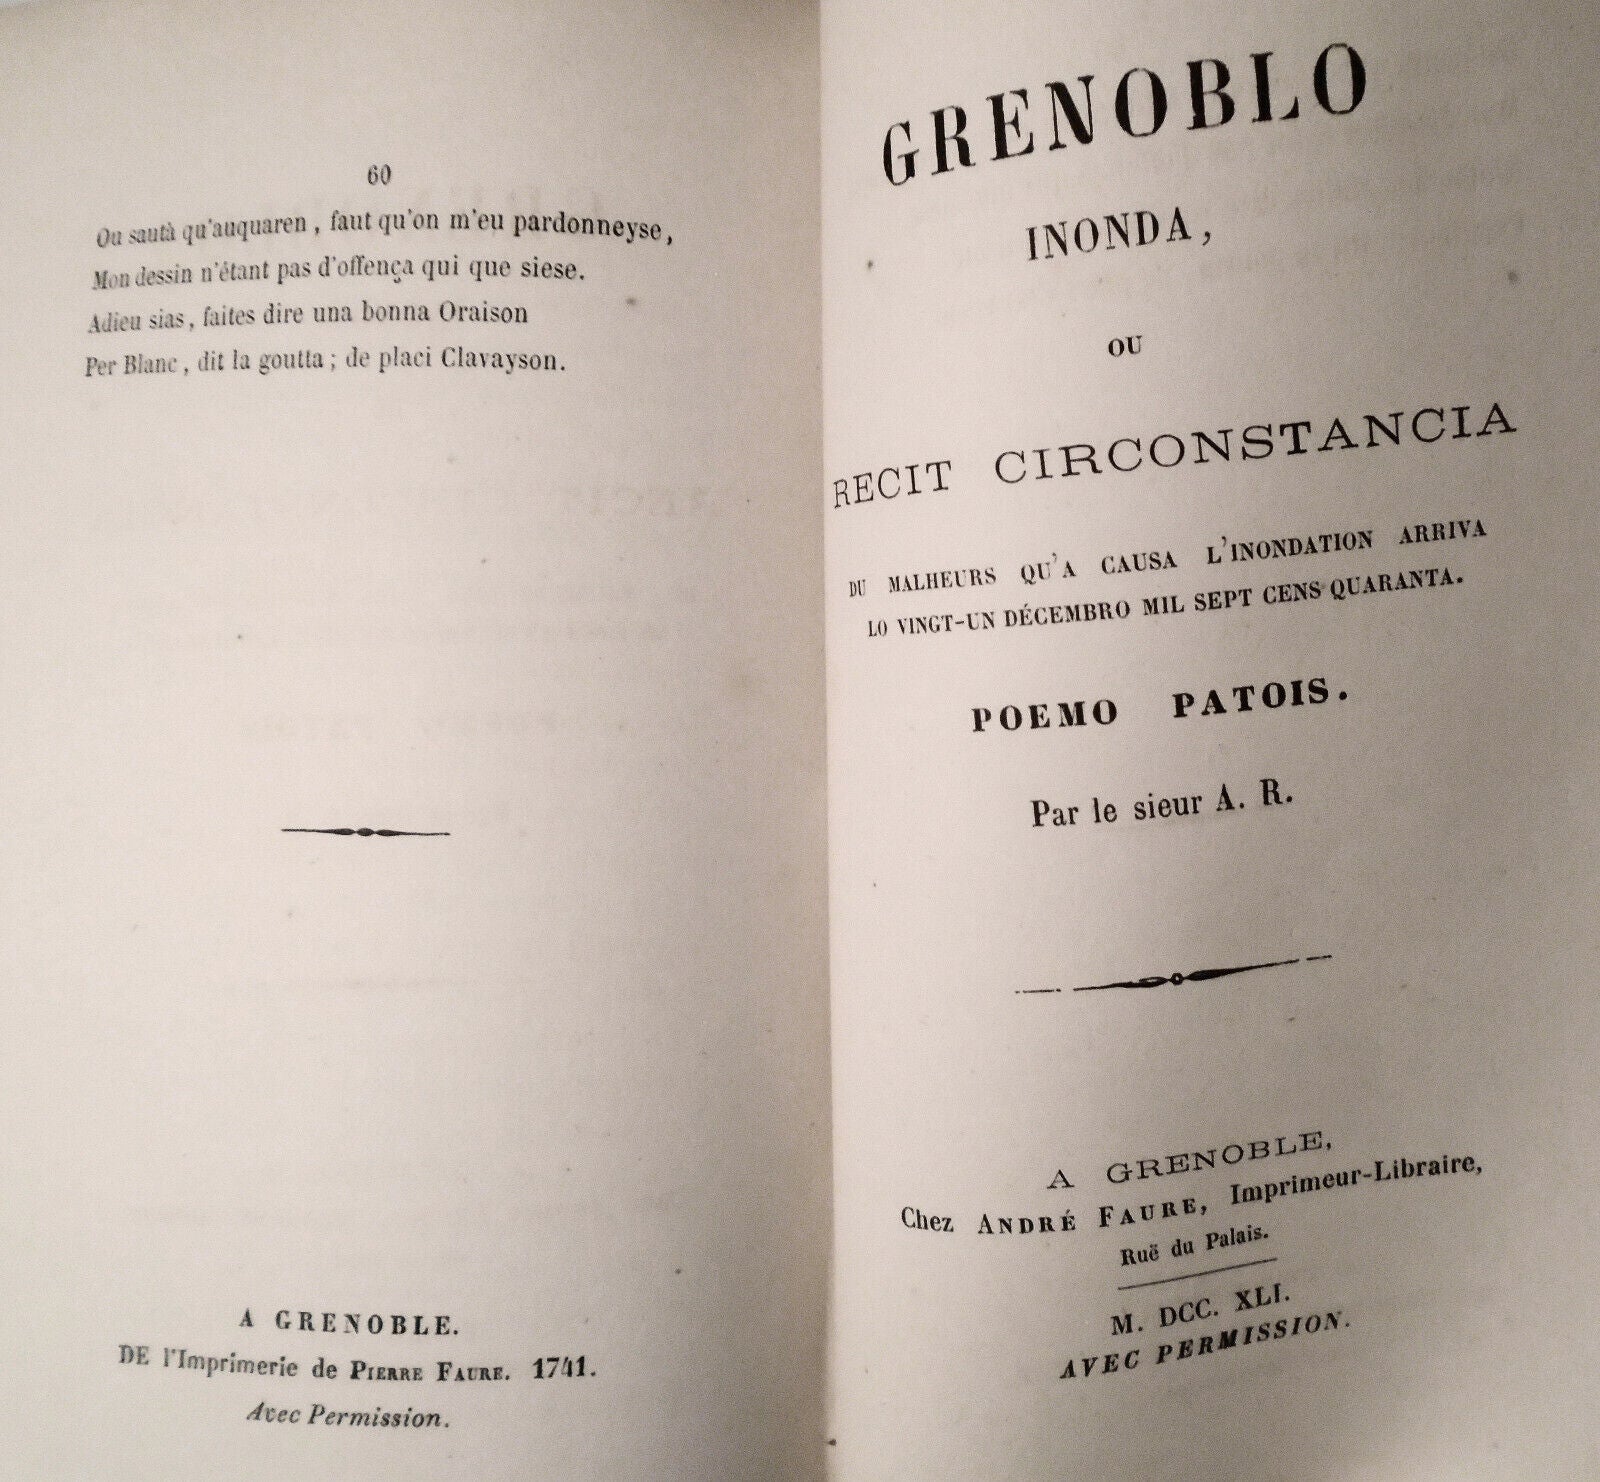 60
Ou sautà qu'auquaren, faut qu'on m'eu pardonneyse,
Mon dessin n'étant pas d'offença qui que siese.
Adieu sias, faites dire una bonna Oraison
Per Blanc, dit la goutta; de placi Clavayson.
A GRENOBLE.
DE l'Imprimerie de PIERRE FAURE. 1741.
Avec Permission.
GRENOBLO
INONDA,
OU
RECIT CIRCONSTANCIA
DU MALHEURS QU'A CAUSA L'INONDATION ARRIVA
LO VINGT-UN DÉCEMBRO MIL SEPT CENS QUARANTA.
POEMO PATOIS.
Par le sieur A. R.
A GRENOBLE,
Chez ANDRÉ FAURE, Imprimeur-Libraire,
Ruë du Palais.
M. DCC. XLI.
AVEC PERMISSION.